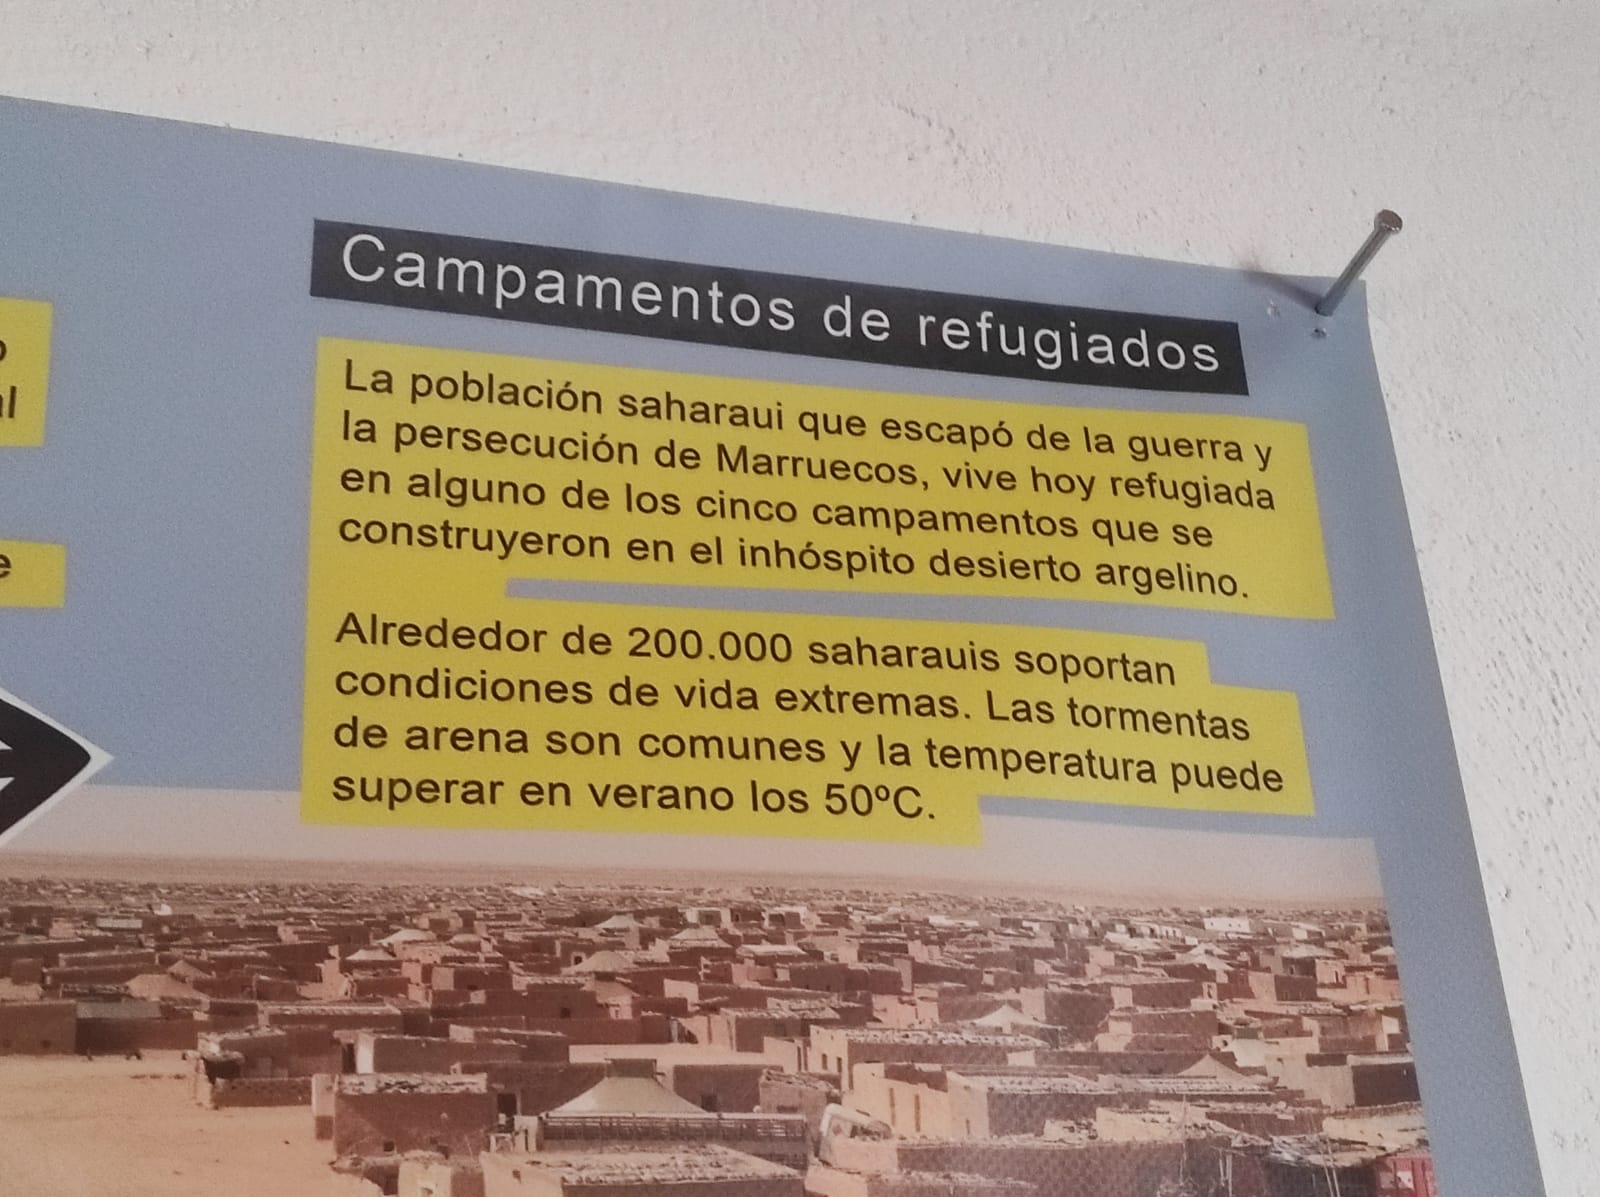 Campamentos de refugiados
La población saharaui que escapó de la guerra y
la persecución de Marruecos, vive hoy refugiada
en alguno de los cinco campamentos que se
construyeron en el inhóspito desierto argelino.
Alrededor de 200.000 saharauis soportan
condiciones de vida extremas. Las tormentas
de arena son comunes y la temperatura puede
superar en verano los 50ºC.